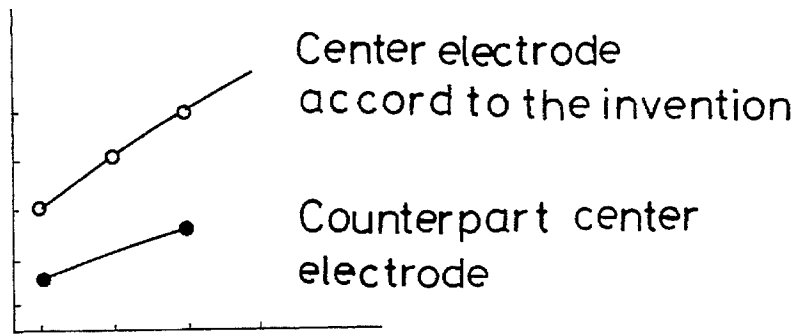 Center electrode
accord to the invention
Counterpart center
electrode